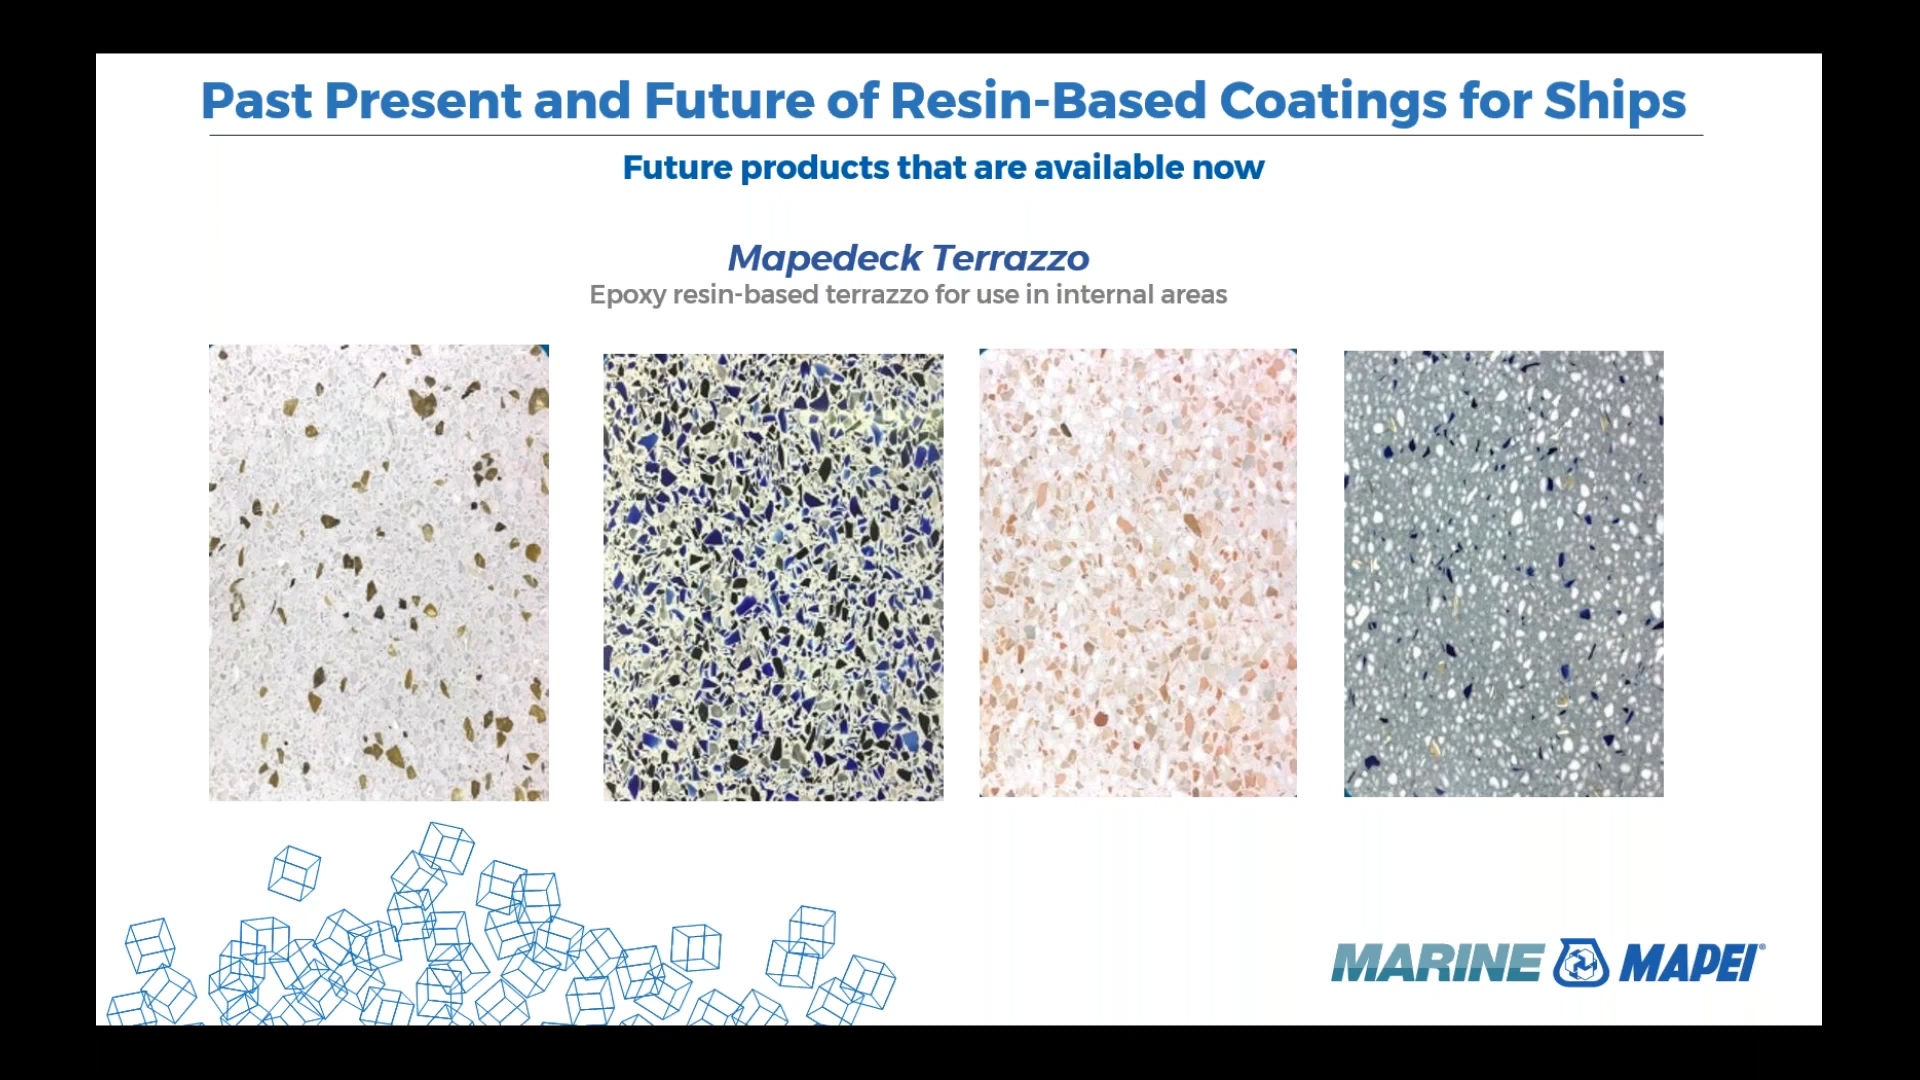 Past Present and Future of Resin-Based Coatings for Ships
Future products that are available now
Mapedeck Terrazzo
Epoxy resin-based terrazzo for use in internal areas
MARINE MAPEI®